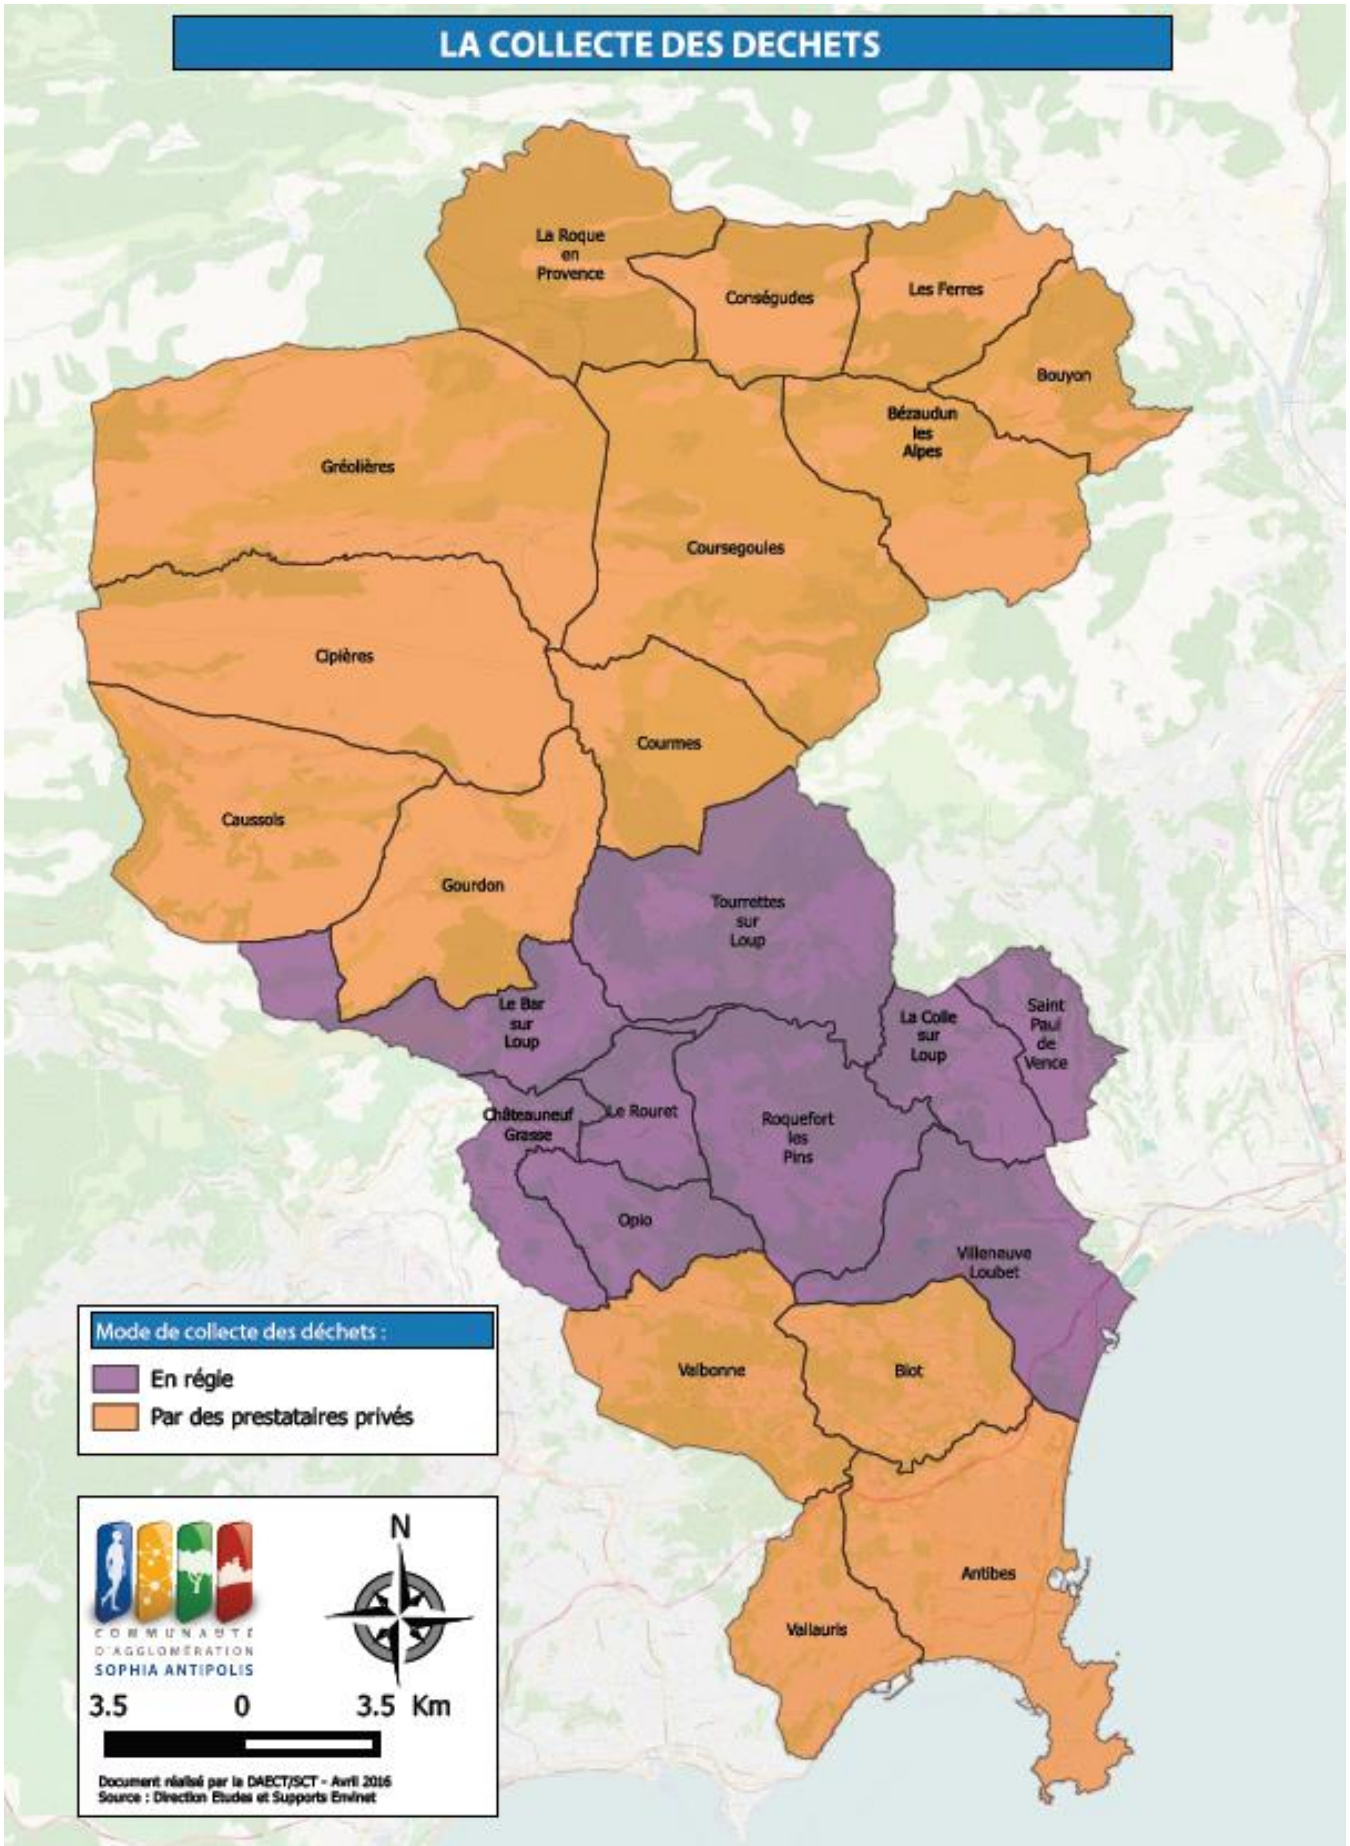 LA COLLECTE DES DECHETS
La Roque
en
Provence
Conségudes
Les Ferres
Bouyon
Bézaudun
les
Alpes
Gréolières
Coursegoules
Cipières
Courmes
Caussols
Gourdon
Tourrettes
sur
Loup
Le Bar
sur
Loup
La Colle
sur
Loup
Saint
Paul
de
Vence
Châteauneuf
Grasse
Le Rouret
Roquefort
les
Pins
Opio
Villeneuve
Loubet
Valbonne
Biot
Antibes
Vallauris
Mode de collecte des déchets :
En régie
Par des prestataires privés
COMMUNAUTÉ
D'AGGLOMÉRATION
SOPHIA ANTIPOLIS
N
3.5 0 3.5 Km
Document réalisé par la DAECT/SCT - Avril 2016
Source : Direction Etudes et Supports Envinet